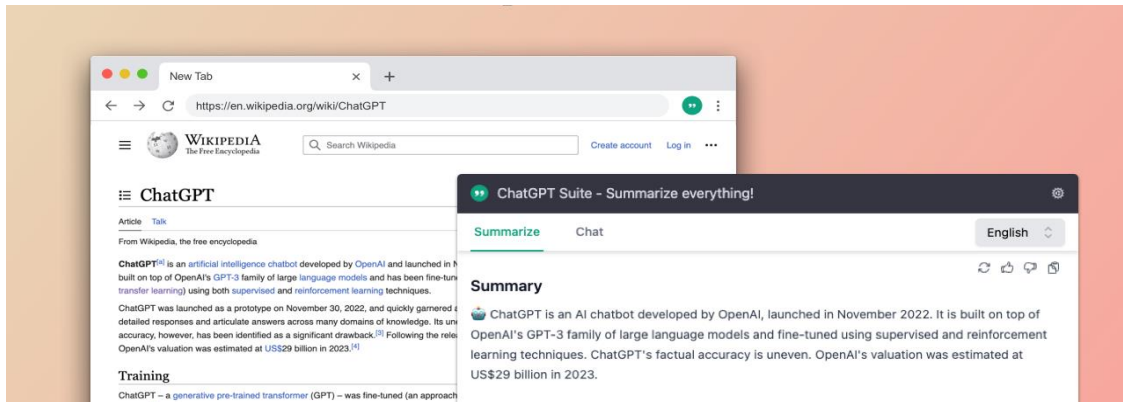 New Tab
https://en.wikipedia.org/wiki/ChatGPT
WIKIPEDIA
The Free Encyclopedia
Search Wikipedia
Create account Log in
ChatGPT
Article Talk
From Wikipedia, the free encyclopedia
ChatGPT[a] is an artificial intelligence chatbot developed by OpenAI and launched in
built on top of OpenAI's GPT-3 family of large language models and has been fine-tun
transfer learning) using both supervised and reinforcement learning techniques.
ChatGPT was launched as a prototype on November 30, 2022, and quickly garnered
detailed responses and articulate answers across many domains of knowledge. Its un
accuracy, however, has been identified as a significant drawback.[3] Following the rele
OpenAI's valuation was estimated at US$29 billion in 2023.[4]
Training
ChatGPT – a generative pre-trained transformer (GPT) – was fine-tuned (an approach
ChatGPT Suite - Summarize everything!
Summarize Chat English
Summary
ChatGPT is an AI chatbot developed by OpenAI, launched in November 2022. It is built on top of
OpenAI's GPT-3 family of large language models and fine-tuned using supervised and reinforcement
learning techniques. ChatGPT's factual accuracy is uneven. OpenAI's valuation was estimated at
US$29 billion in 2023.